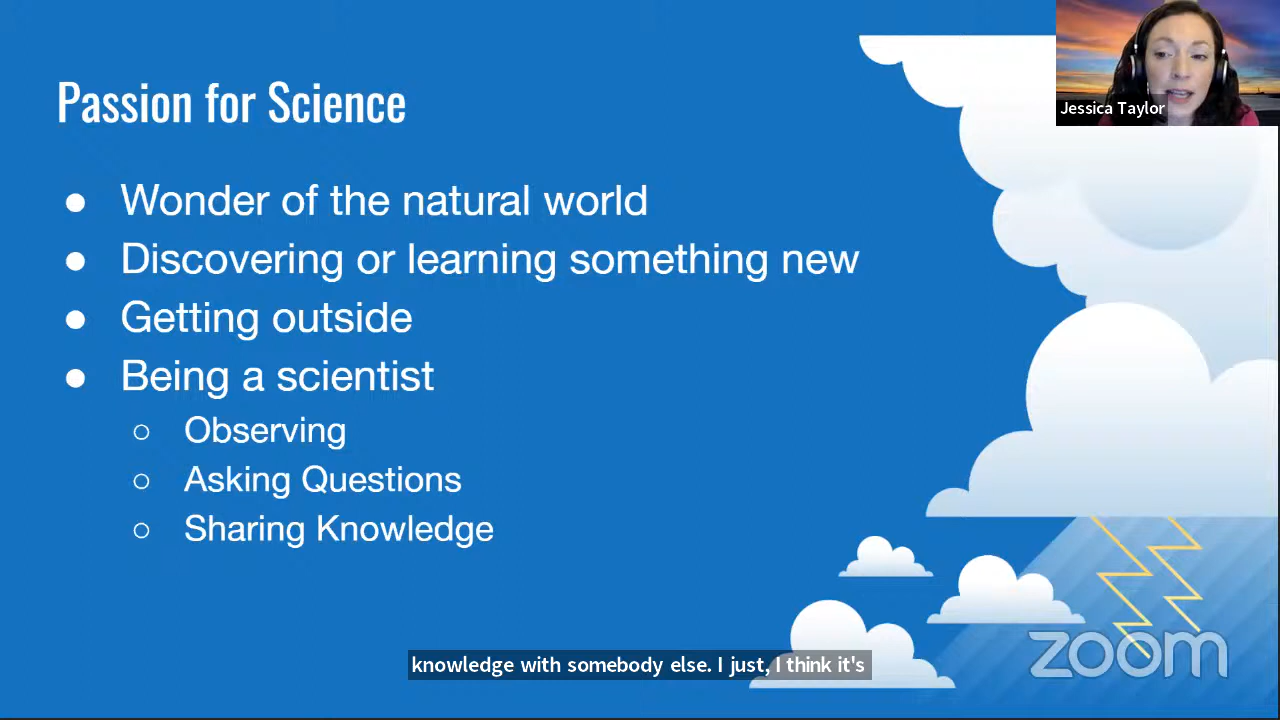 Jessica Taylor
Passion for Science
Wonder of the natural world
Discovering or learning something new
Getting outside
Being a scientist
Observing
Asking Questions
Sharing Knowledge
knowledge with somebody else. I just, I think it's
zoom